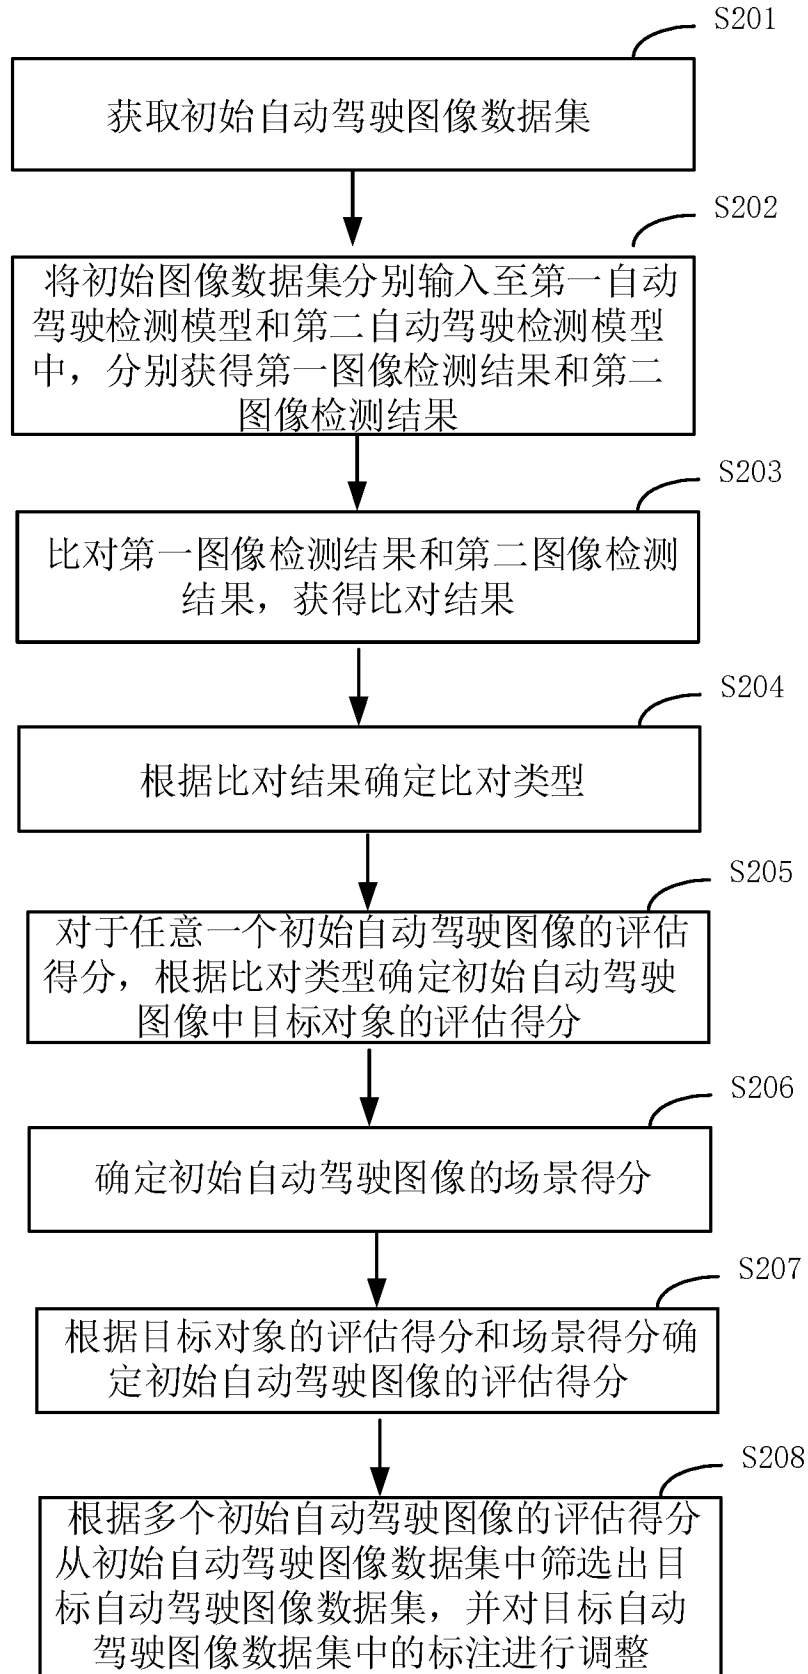 S201
获取初始自动驾驶图像数据集
S202
将初始图像数据集分别输入至第一自动
驾驶检测模型和第二自动驾驶检测模型
中，分别获得第一图像检测结果和第二
图像检测结果
S203
比对第一图像检测结果和第二图像检测
结果，获得比对结果
S204
根据比对结果确定比对类型
S205
对于任意一个初始自动驾驶图像的评估
得分，根据比对类型确定初始自动驾驶
图像中目标对象的评估得分
S206
确定初始自动驾驶图像的场景得分
S207
根据目标对象的评估得分和场景得分确
定初始自动驾驶图像的评估得分
S208
根据多个初始自动驾驶图像的评估得分
从初始自动驾驶图像数据集中筛选出目
标自动驾驶图像数据集，并对目标自动
驾驶图像数据集中的标注进行调整